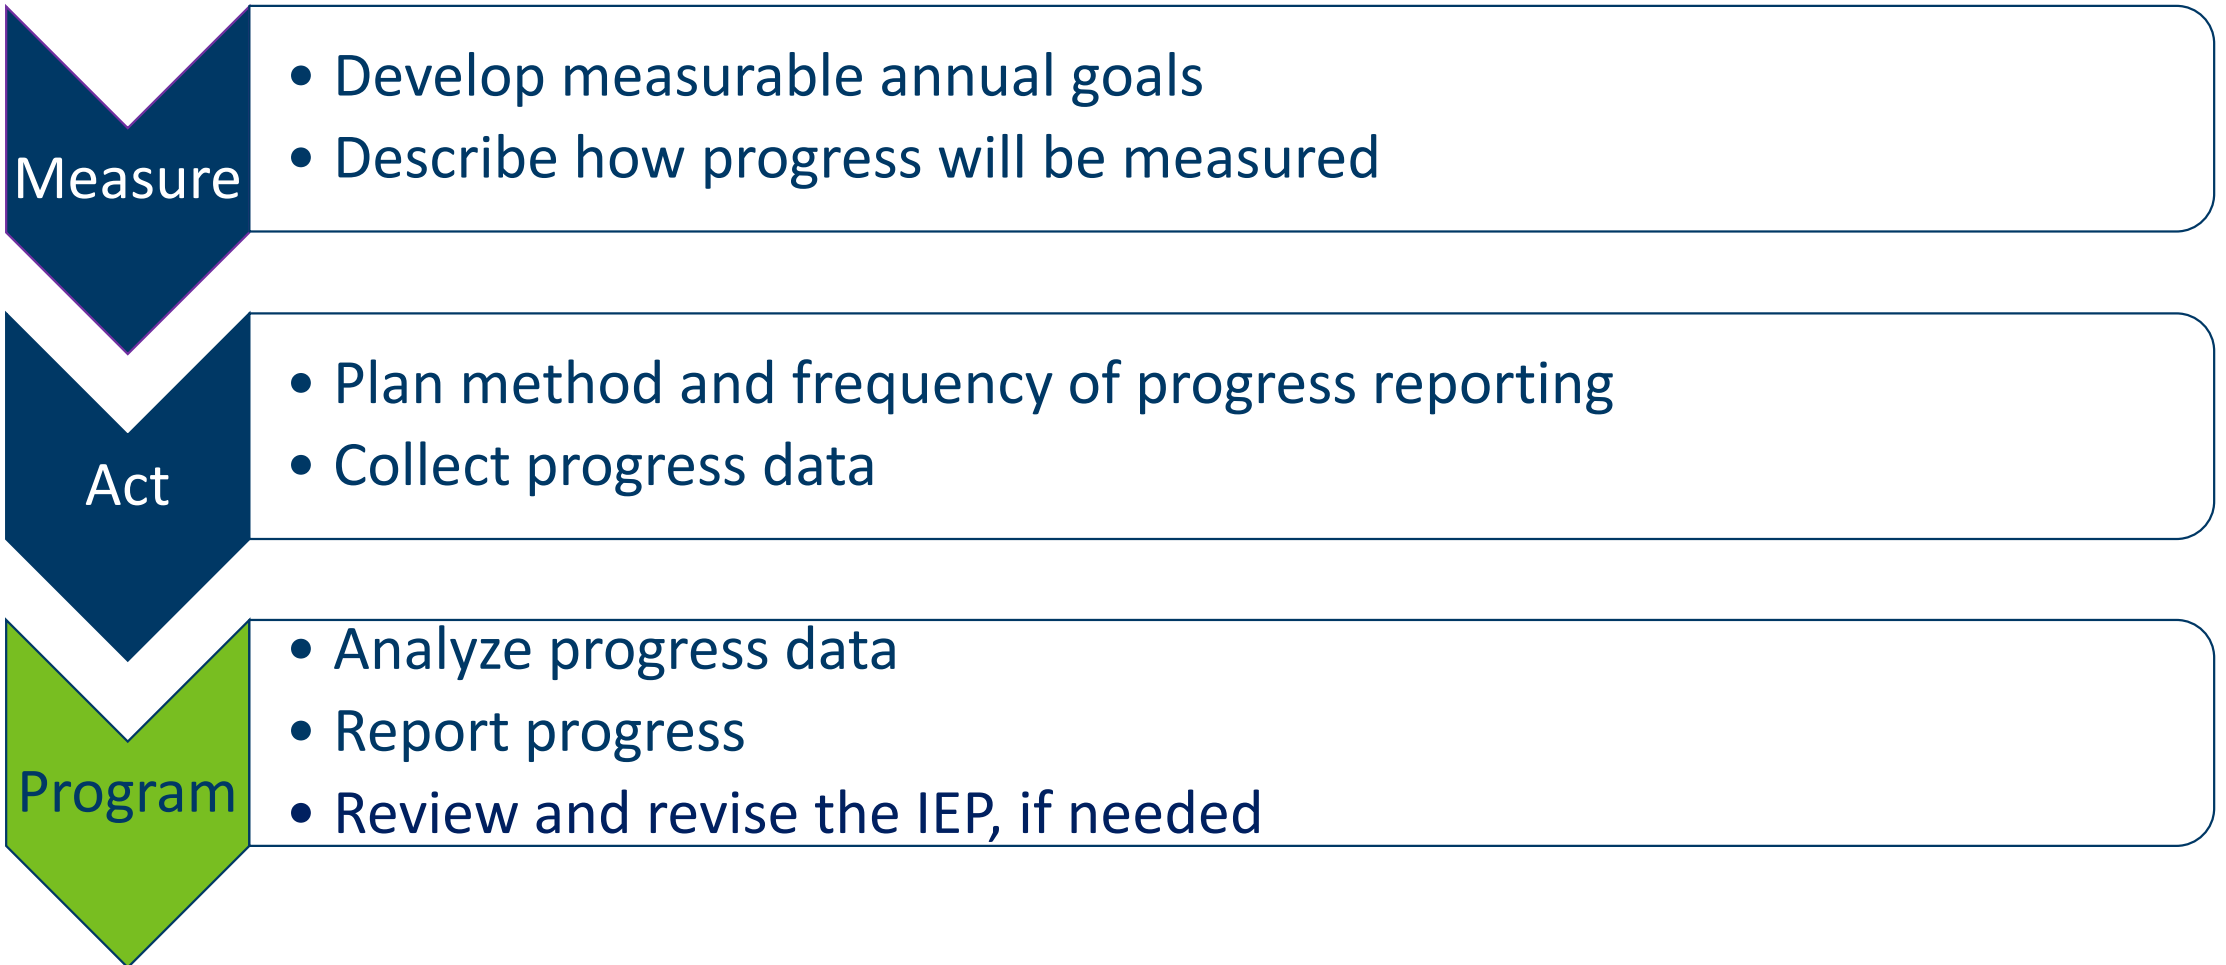 Measure
• Develop measurable annual goals
• Describe how progress will be measured
Act
• Plan method and frequency of progress reporting
• Collect progress data
Program
• Analyze progress data
• Report progress
• Review and revise the IEP, if needed